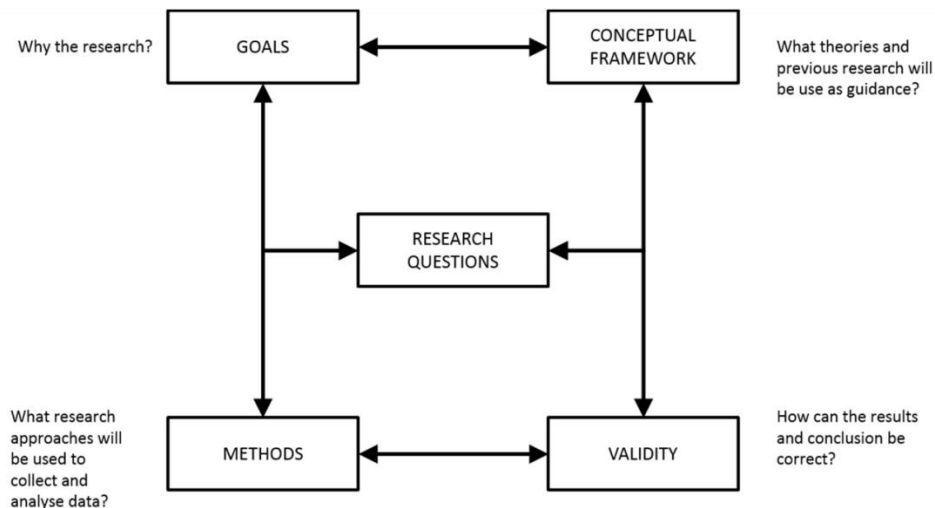 Why the research?
GOALS
CONCEPTUAL
FRAMEWORK
What theories and
previous research will
be use as guidance?
RESEARCH
QUESTIONS
What research
approaches will
be used to
collect and
analyse data?
METHODS
VALIDITY
How can the results
and conclusion be
correct?